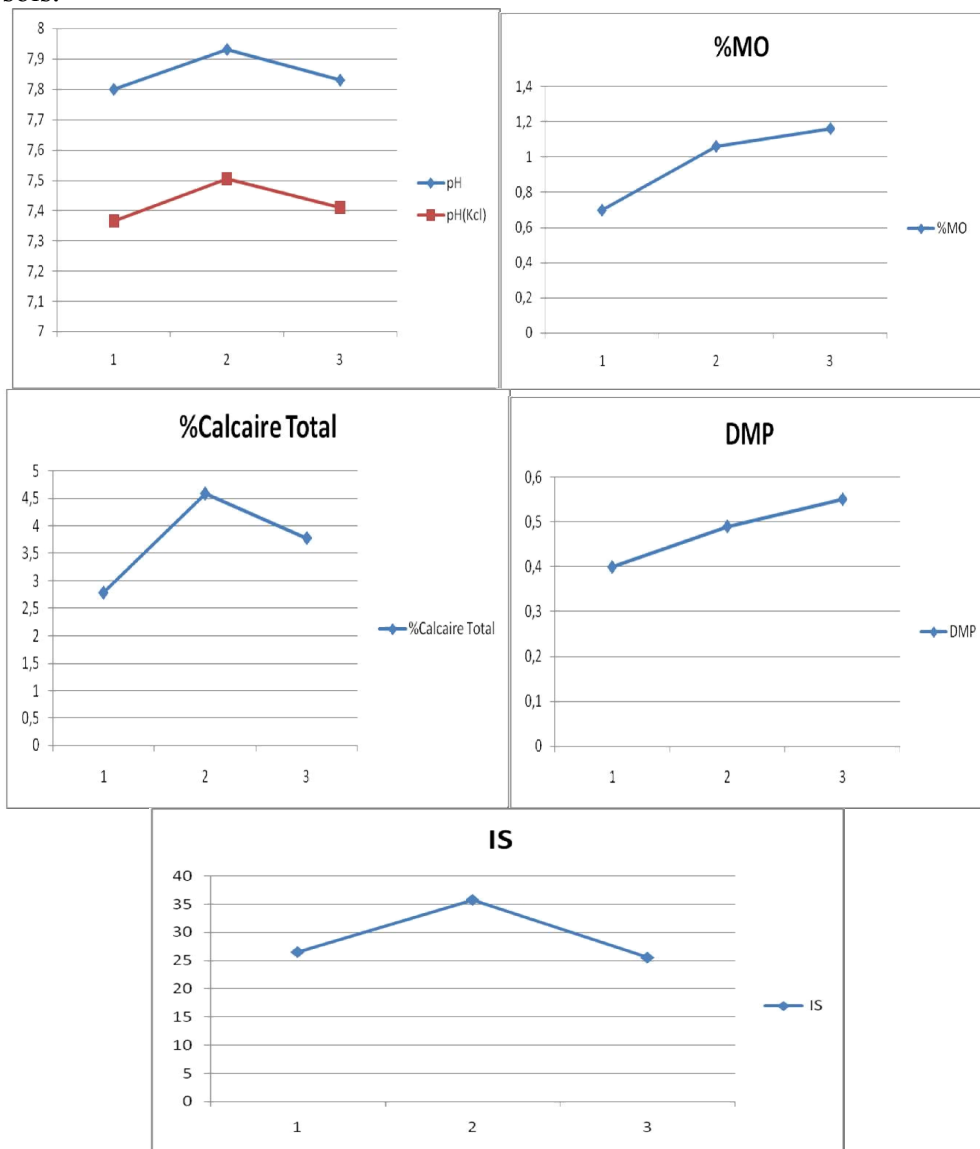 sols.
8
7,9
7,8
7,7
7,6
7,5
7,4
7,3
7,2
7,1
7
1 2 3
pH
pH(Kcl)
%MO
1,4
1,2
1
0,8
0,6
0,4
0,2
0
1 2 3
%MO
%Calcaire Total
5
4,5
4
3,5
3
2,5
2
1,5
1
0,5
0
1 2 3
%Calcaire Total
DMP
0,6
0,5
0,4
0,3
0,2
0,1
0
1 2 3
DMP
IS
40
35
30
25
20
15
10
5
0
1 2 3
IS